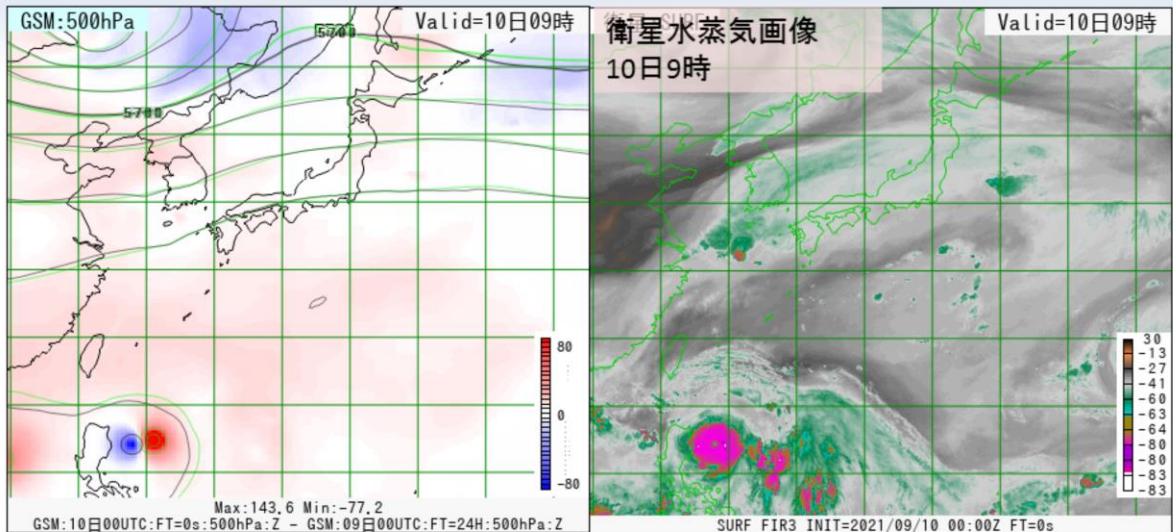 GSM:500hPa
Valid=10日09時
5700
5700
80
0
-80
Max:143.6 Min:-77.2
GSM:10日00UTC:FT=0s:500hPa:Z - GSM:09日00UTC:FT=24H:500hPa:Z
衛星水蒸気画像
10日9時
Valid=10日09時
30
-13
-27
-41
-60
-63
-64
-77
-80
-80
-83
-83
SURF FIR3 INIT=2021/09/10 00:00Z FT=0s